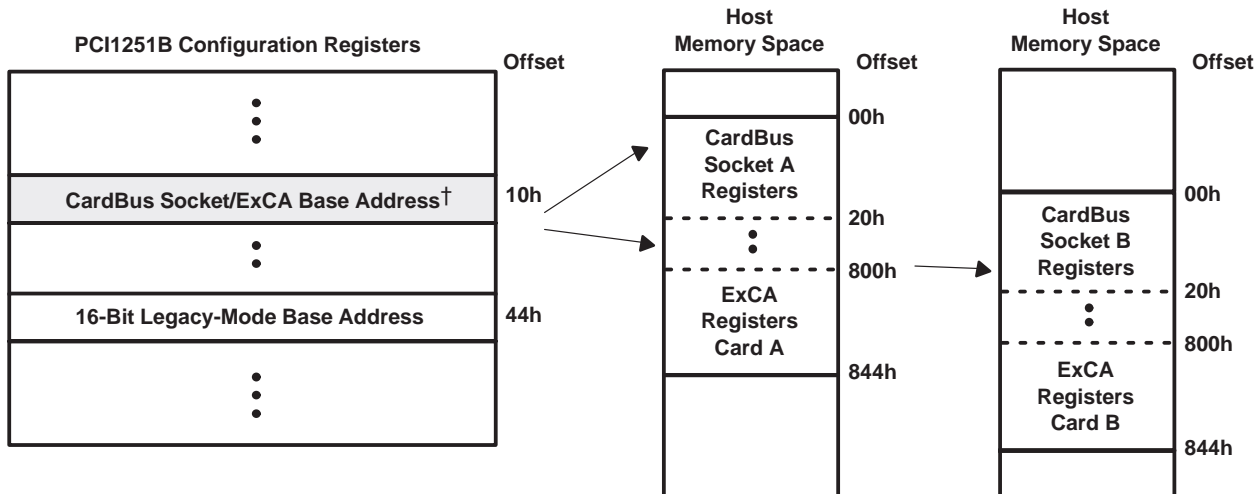 PCI1251B Configuration Registers
Offset
CardBus Socket/ExCA Base Address†
10h
16-Bit Legacy-Mode Base Address
44h
Host
Memory Space
Offset
00h
CardBus
Socket A
Registers
20h
800h
ExCA
Registers
Card A
844h
Host
Memory Space
Offset
00h
CardBus
Socket B
Registers
20h
800h
ExCA
Registers
Card B
844h